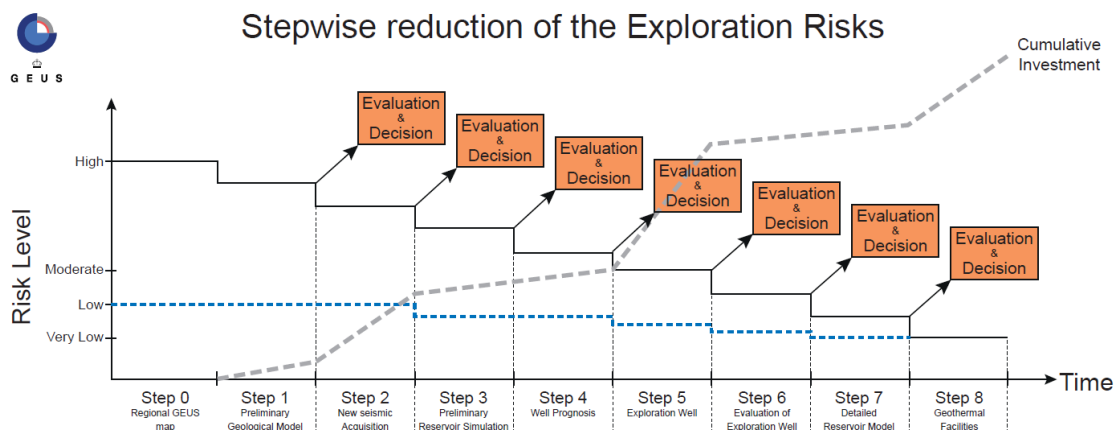 Stepwise reduction of the Exploration Risks
G E U S
Cumulative
Investment
Evaluation
&
Decision
Evaluation
&
Decision
Evaluation
&
Decision
Evaluation
&
Decision
Evaluation
&
Decision
Evaluation
&
Decision
Evaluation
&
Decision
Risk Level
High
Moderate
Low
Very Low
Time
Step 0
Regional GEUS
map
Step 1
Preliminary
Geological Model
Step 2
New seismic
Acquisition
Step 3
Preliminary
Reservoir Simulation
Step 4
Well Prognosis
Step 5
Exploration Well
Step 6
Evaluation of
Exploration Well
Step 7
Detailed
Reservoir Model
Step 8
Geothermal
Facilities